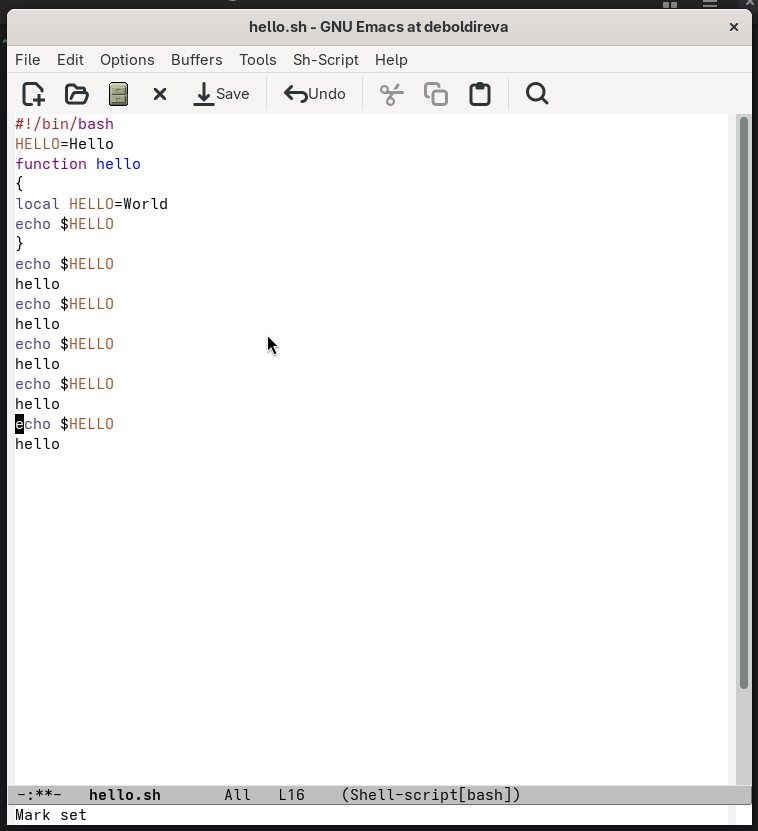 hello.sh - GNU Emacs at deboldireva ×
File Edit Options Buffers Tools Sh-Script Help
Save Undo
#!/bin/bash
HELLO=Hello
function hello
{
local HELLO=World
echo $HELLO
}
echo $HELLO
hello
echo $HELLO
hello
echo $HELLO
hello
echo $HELLO
hello
echo $HELLO
hello
-:**- hello.sh All L16 (Shell-script[bash])
Mark set